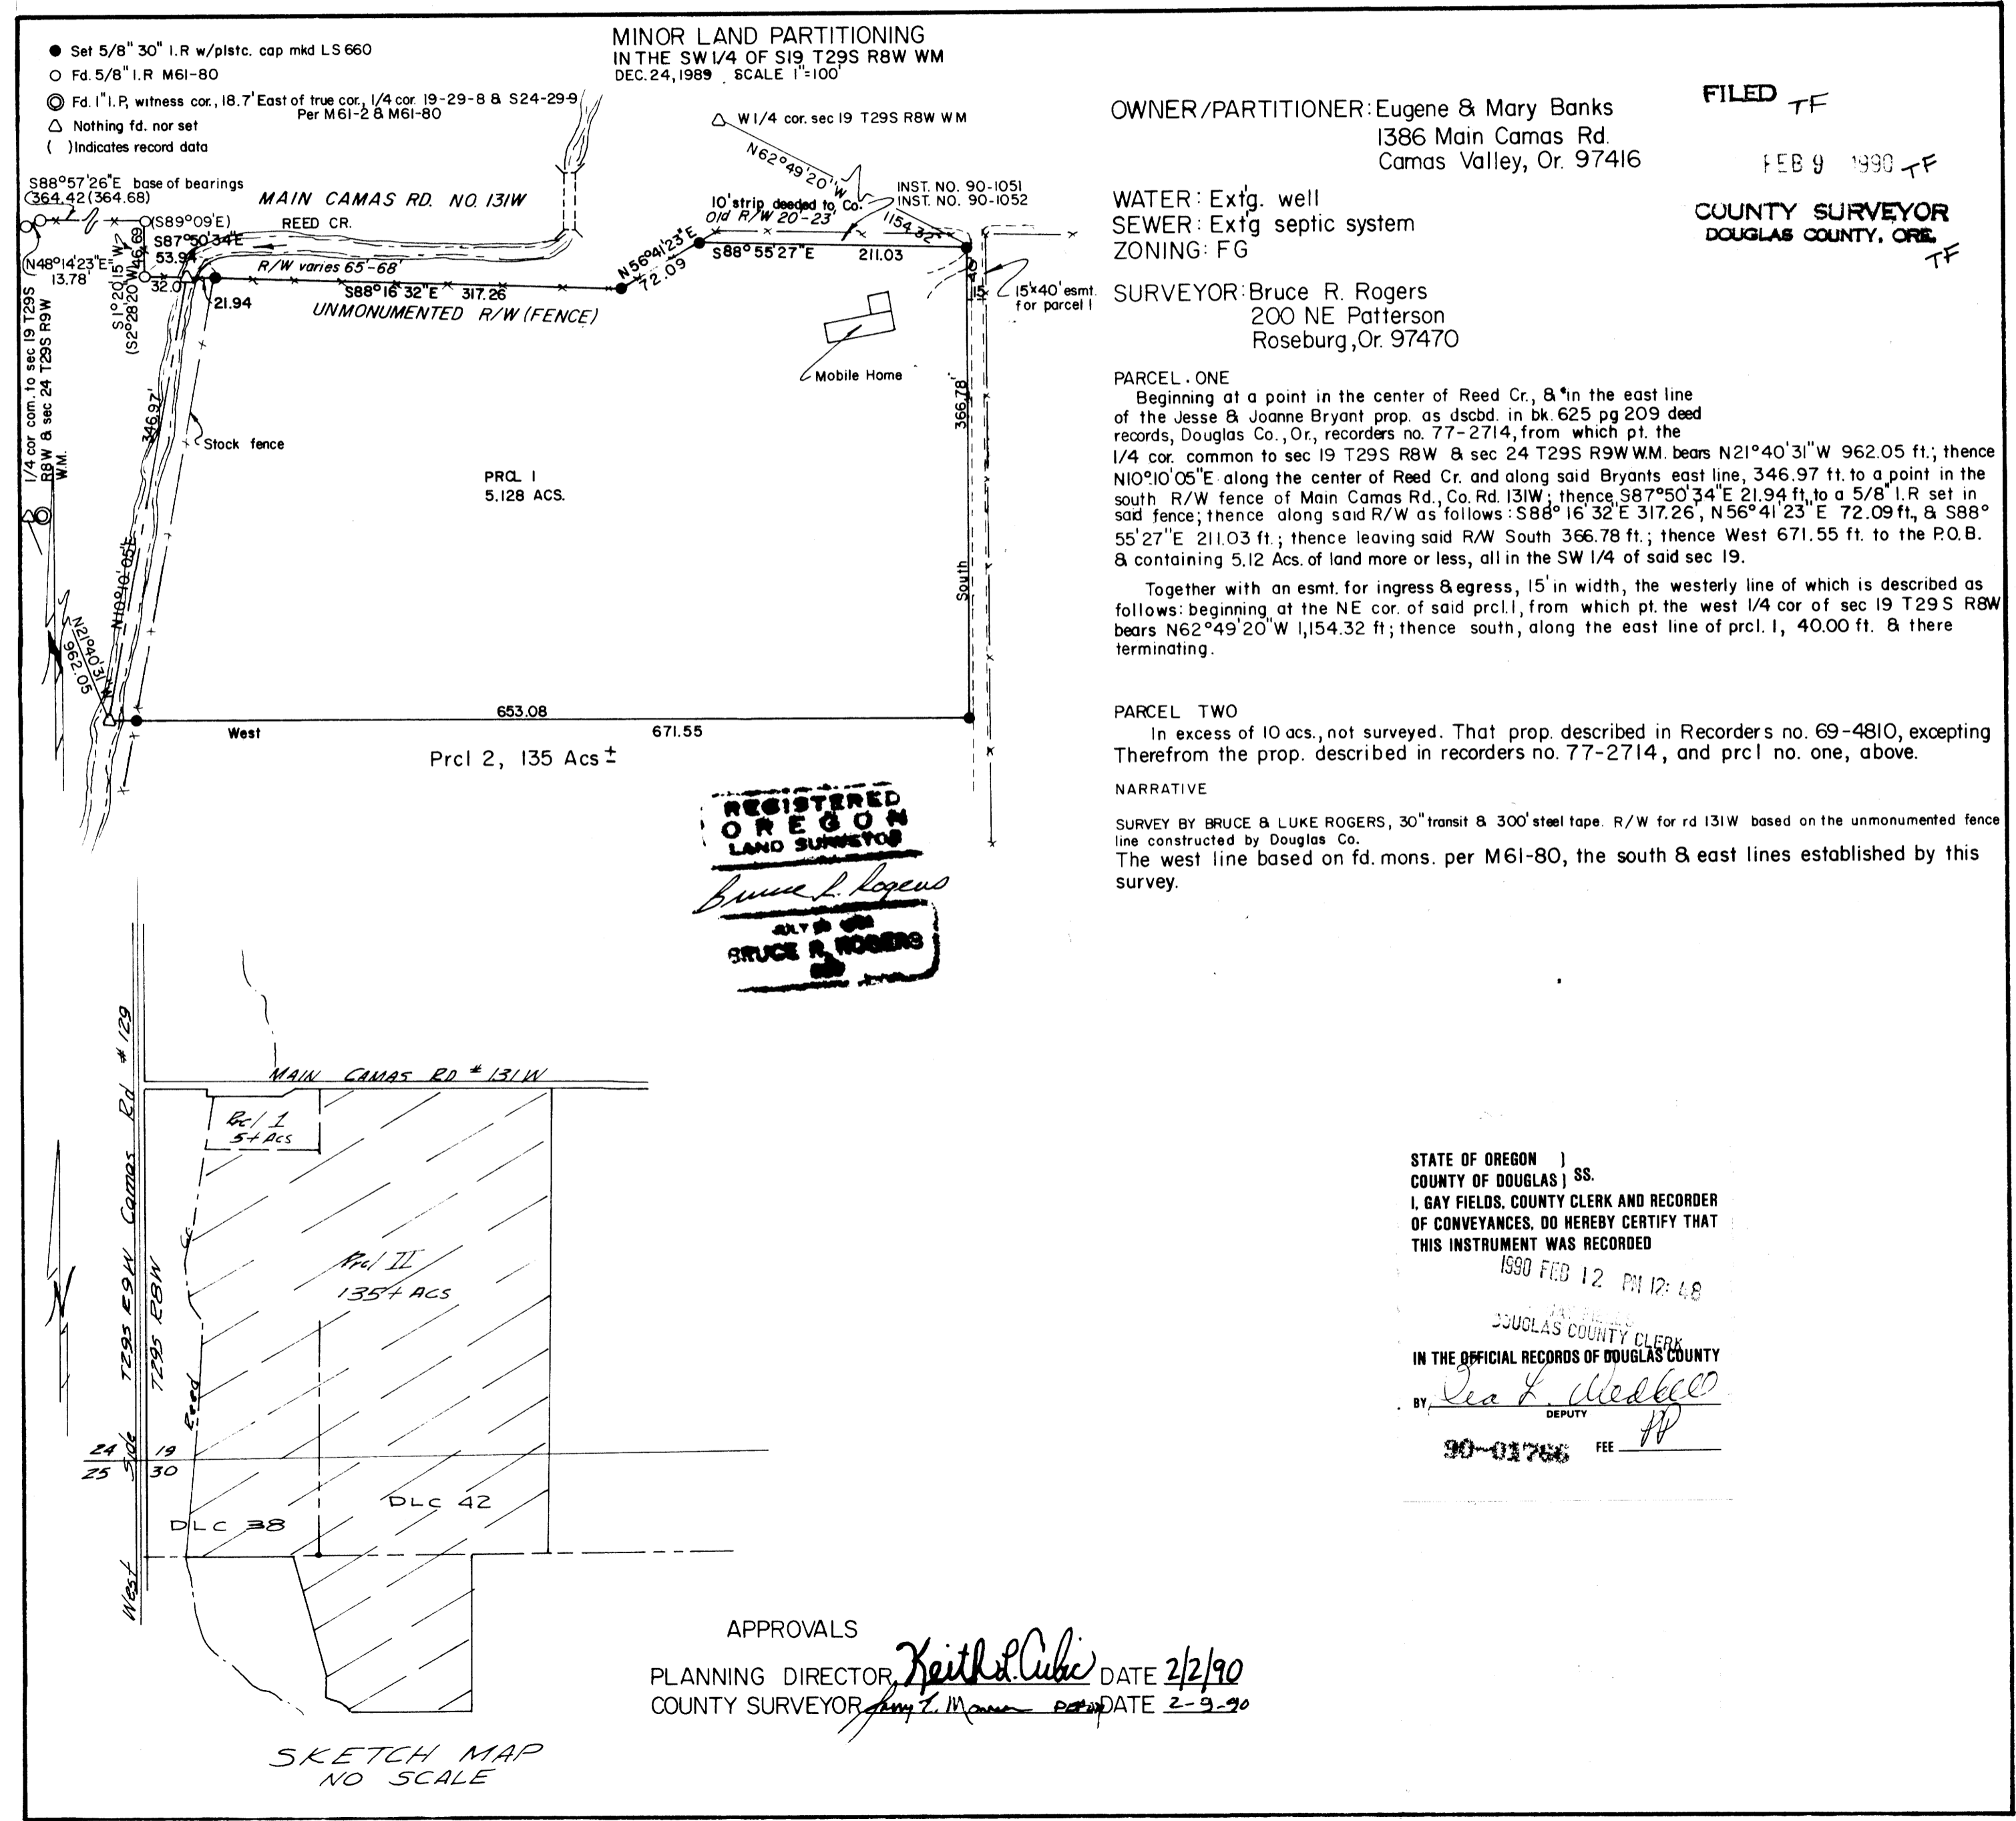 MINOR LAND PARTITIONING
IN THE SW 1/4 OF S19 T29S R8W WM
DEC. 24, 1989 SCALE 1"=100'
● Set 5/8" 30" I.R w/plstc. cap mkd LS 660
○ Fd. 5/8" I.R M61-80
◎ Fd. 1" I.P, witness cor., 18.7' East of true cor., 1/4 cor. 19-29-8 & S24-29-9
Per M61-2 & M61-80
△ Nothing fd. nor set
( ) Indicates record data
S88°57'26"E base of bearings
364.42 (364.68)
MAIN CAMAS RD. NO. 131W
(S89°09'E)
REED CR.
S87°50'34"E
53.94
46.69
(N48°14'23"E=
13.78'
S1°20'15"W
(S2°28'20"W)
32.0
21.94
R/W varies 65'-68'
S88°16'32"E 317.26
UNMONUMENTED R/W (FENCE)
N56°41'23"E
72.09
△ W 1/4 cor. sec 19 T29S R8W WM
N62°49'20"W
1154.32
10' strip deeded to Co.
Old R/W 20'-23'
INST. NO. 90-1051
INST. NO. 90-1052
S88°55'27"E 211.03
40
15
15'x40' esmt.
for parcel 1
Mobile Home
366.78'
South
1/4 cor com. to sec 19 T29S
R8W & sec 24 T29S R9W
W.M.
346.97'
Stock fence
N10°10'05"E
PRCL 1
5.128 ACS.
N21°40'31"W
962.05
653.08
West
671.55
Prcl 2, 135 Acs ±
REGISTERED
OREGON
LAND SURVEYOR
Bruce R. Rogers
JULY
BRUCE R. ROGERS
OWNER/PARTITIONER: Eugene & Mary Banks
1386 Main Camas Rd.
Camas Valley, Or. 97416
FILED TF
FEB 9 1990 TF
COUNTY SURVEYOR
DOUGLAS COUNTY, ORE.
TF
WATER: Ext'g. well
SEWER: Ext'g septic system
ZONING: FG
SURVEYOR: Bruce R. Rogers
200 NE Patterson
Roseburg, Or. 97470
PARCEL . ONE
Beginning at a point in the center of Reed Cr., & in the east line
of the Jesse & Joanne Bryant prop. as dscbd. in bk. 625 pg 209 deed
records, Douglas Co., Or., recorders no. 77-2714, from which pt. the
1/4 cor. common to sec 19 T29S R8W & sec 24 T29S R9W W.M. bears N21°40'31"W 962.05 ft.; thence
N10°10'05"E along the center of Reed Cr. and along said Bryants east line, 346.97 ft. to a point in the
south R/W fence of Main Camas Rd., Co. Rd. 131W; thence S87°50'34"E 21.94 ft. to a 5/8" I.R set in
said fence; thence along said R/W as follows: S88°16'32"E 317.26', N56°41'23"E 72.09 ft., & S88°
55'27"E 211.03 ft.; thence leaving said R/W South 366.78 ft.; thence West 671.55 ft. to the P.O.B.
& containing 5.12 Acs. of land more or less, all in the SW 1/4 of said sec 19.
Together with an esmt. for ingress & egress, 15' in width, the westerly line of which is described as
follows: beginning at the NE cor. of said prcl. 1, from which pt. the west 1/4 cor of sec 19 T29S R8W
bears N62°49'20"W 1,154.32 ft; thence south, along the east line of prcl. 1, 40.00 ft. & there
terminating.
PARCEL TWO
In excess of 10 acs., not surveyed. That prop. described in Recorders no. 69-4810, excepting
Therefrom the prop. described in recorders no. 77-2714, and prcl no. one, above.
NARRATIVE
SURVEY BY BRUCE & LUKE ROGERS, 30" transit & 300' steel tape. R/W for rd 131W based on the unmonumented fence
line constructed by Douglas Co.
The west line based on fd. mons. per M61-80, the south & east lines established by this
survey.
MAIN CAMAS RD # 131W
Prcl 1
5+ Acs
Prcl II
135+ ACS
West Side Camas Rd # 129
T29S R9W
T29S R8W
Reed Cr
24 19
25 30
DLC 42
DLC 38
SKETCH MAP
NO SCALE
STATE OF OREGON )
COUNTY OF DOUGLAS ) SS.
I, GAY FIELDS, COUNTY CLERK AND RECORDER
OF CONVEYANCES, DO HEREBY CERTIFY THAT
THIS INSTRUMENT WAS RECORDED
1990 FEB 12 PM 12:48
DOUGLAS COUNTY CLERK
IN THE OFFICIAL RECORDS OF DOUGLAS COUNTY
BY
DEPUTY
90-01766 FEE
APPROVALS
PLANNING DIRECTOR Keith L. Cubic DATE 2/2/90
COUNTY SURVEYOR DATE 2-9-90